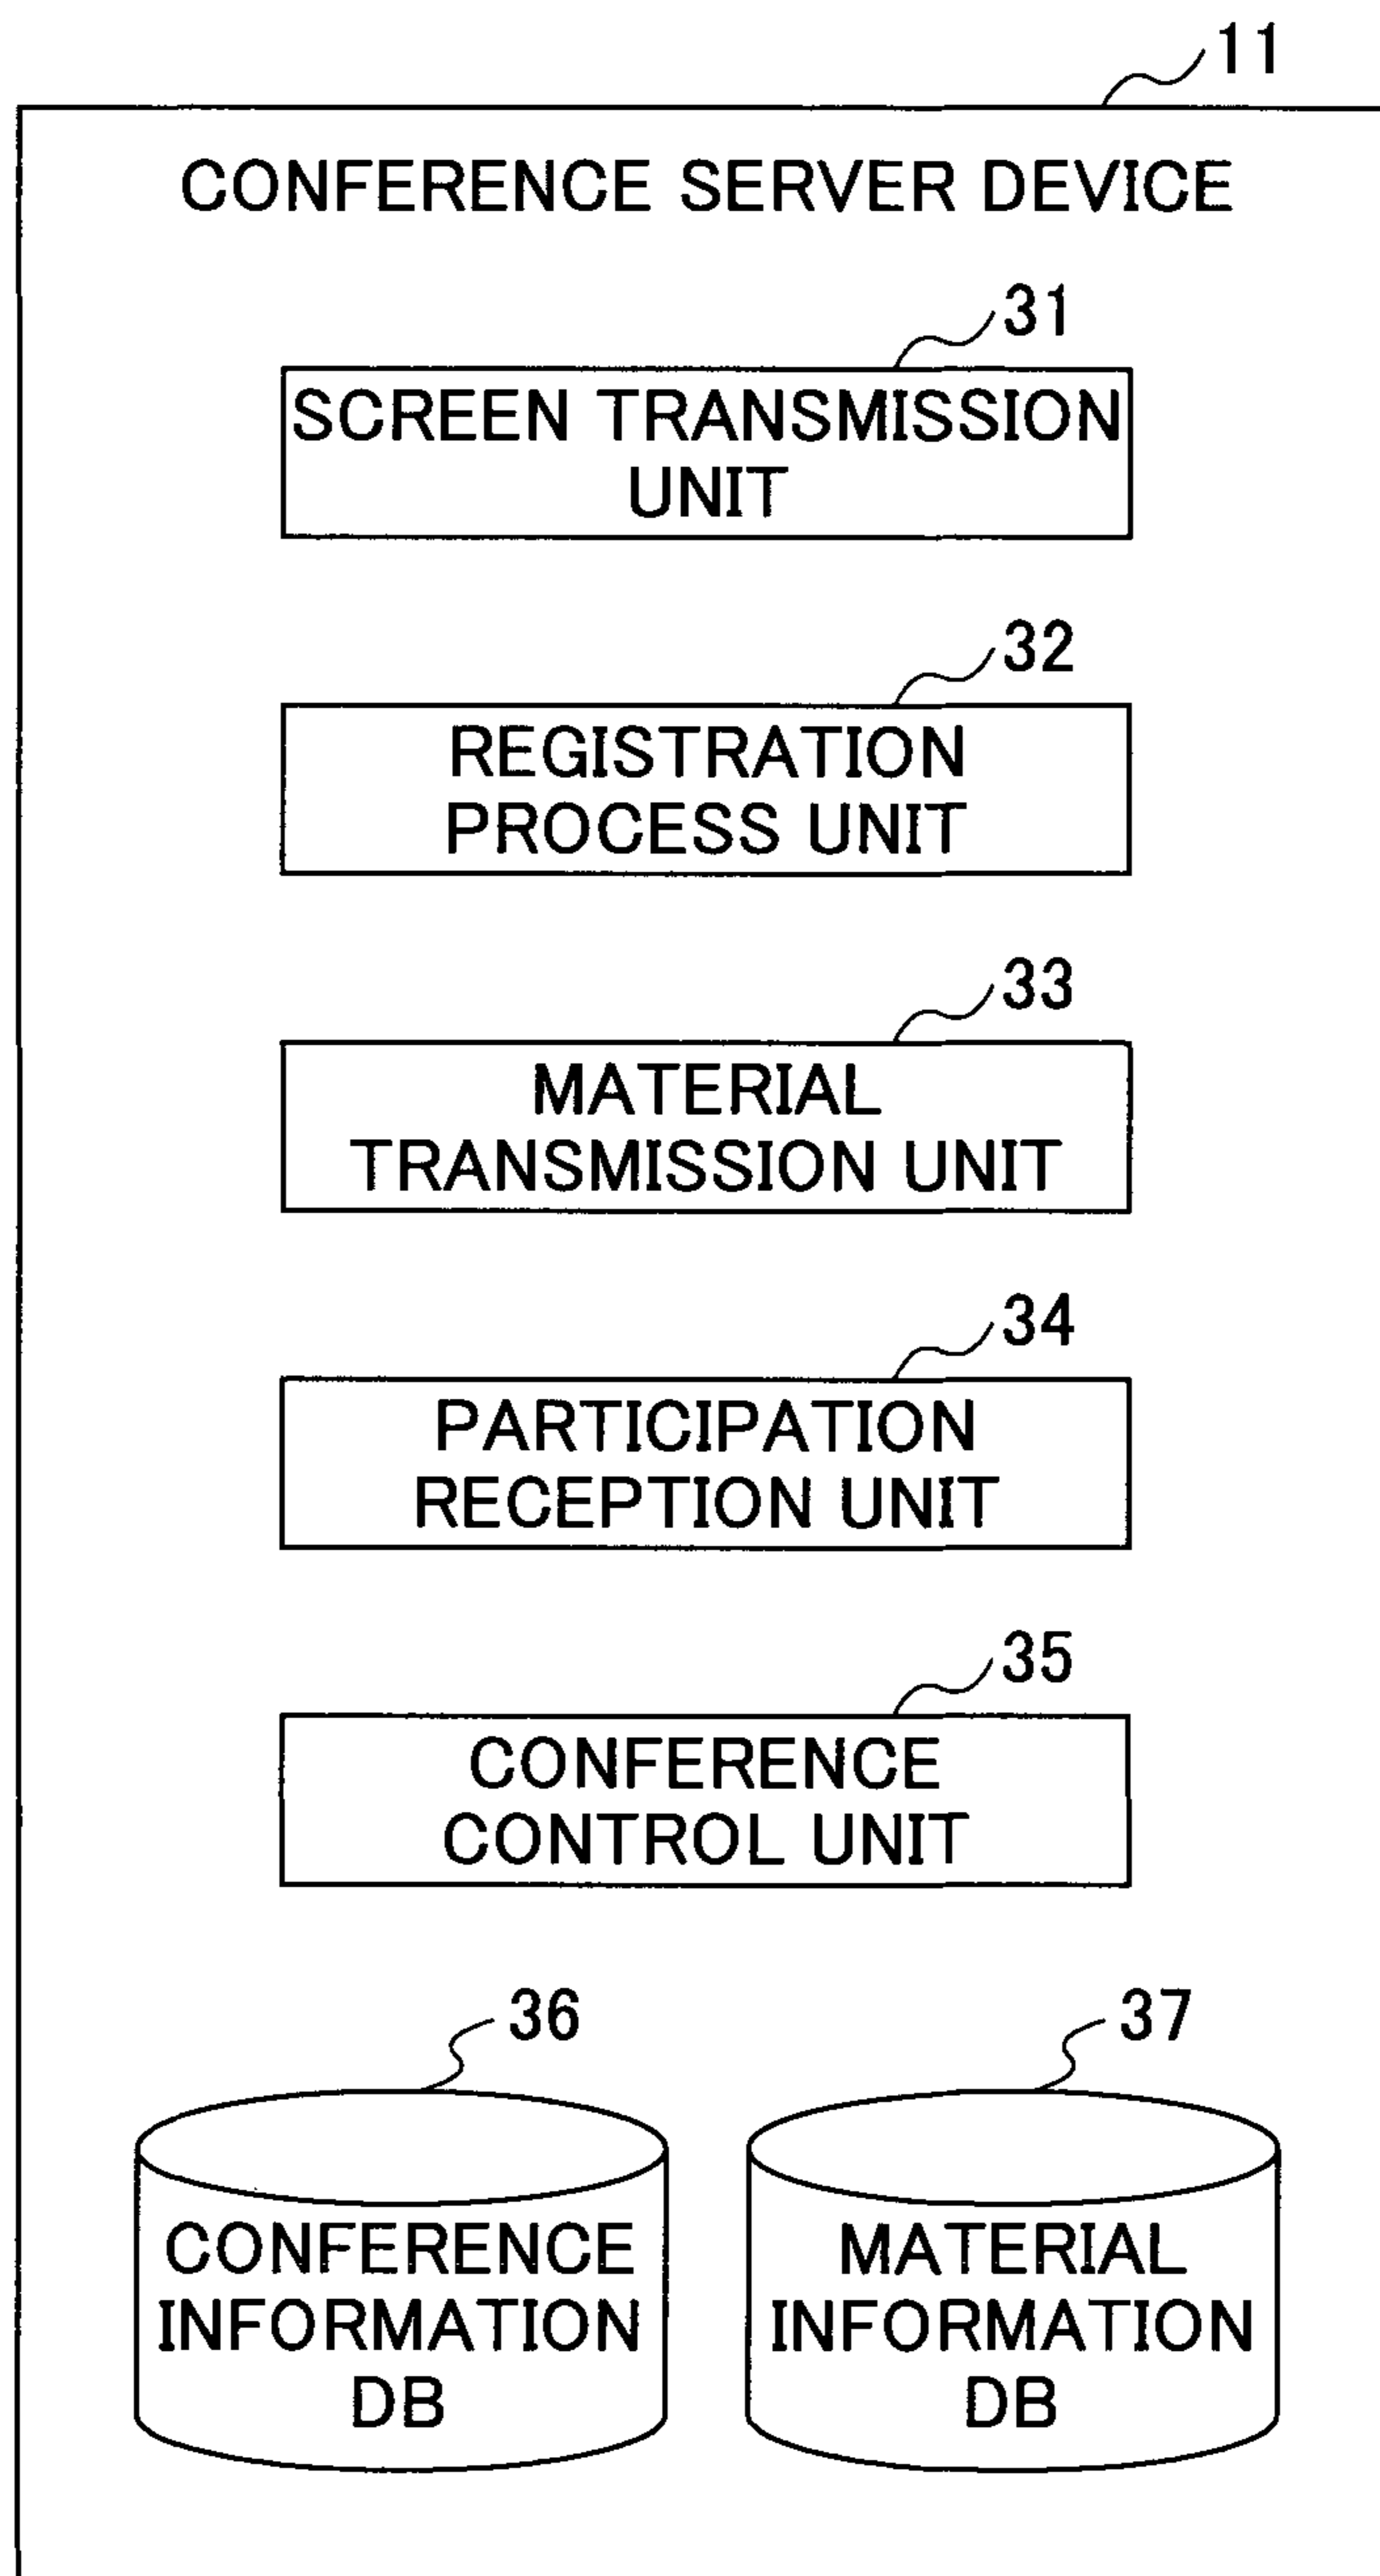 11
CONFERENCE SERVER DEVICE
31
SCREEN TRANSMISSION
UNIT
32
REGISTRATION
PROCESS UNIT
33
MATERIAL
TRANSMISSION UNIT
34
PARTICIPATION
RECEPTION UNIT
35
CONFERENCE
CONTROL UNIT
36
CONFERENCE
INFORMATION
DB
37
MATERIAL
INFORMATION
DB